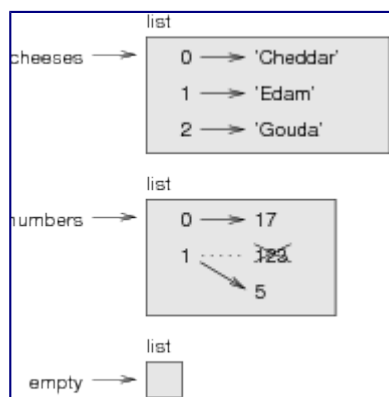 list
cheeses 0 'Cheddar'
1 'Edam'
2 'Gouda'
list
numbers 0 17
1 123
5
list
empty